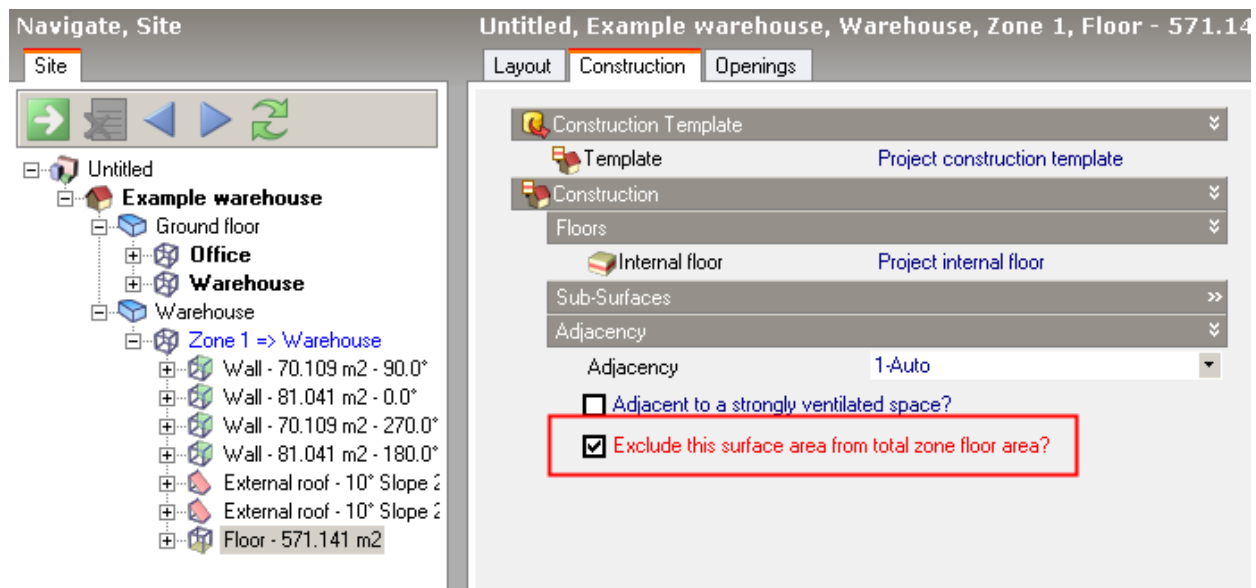 Navigate, Site
Site
Untitled
Example warehouse
Ground floor
Office
Warehouse
Warehouse
Zone 1 => Warehouse
Wall - 70.109 m2 - 90.0°
Wall - 81.041 m2 - 0.0°
Wall - 70.109 m2 - 270.0°
Wall - 81.041 m2 - 180.0°
External roof - 10° Slope 2
External roof - 10° Slope 2
Floor - 571.141 m2
Untitled, Example warehouse, Warehouse, Zone 1, Floor - 571.14
Layout Construction Openings
Construction Template
Template Project construction template
Construction
Floors
Internal floor Project internal floor
Sub-Surfaces
Adjacency
Adjacency 1-Auto
Adjacent to a strongly ventilated space?
Exclude this surface area from total zone floor area?